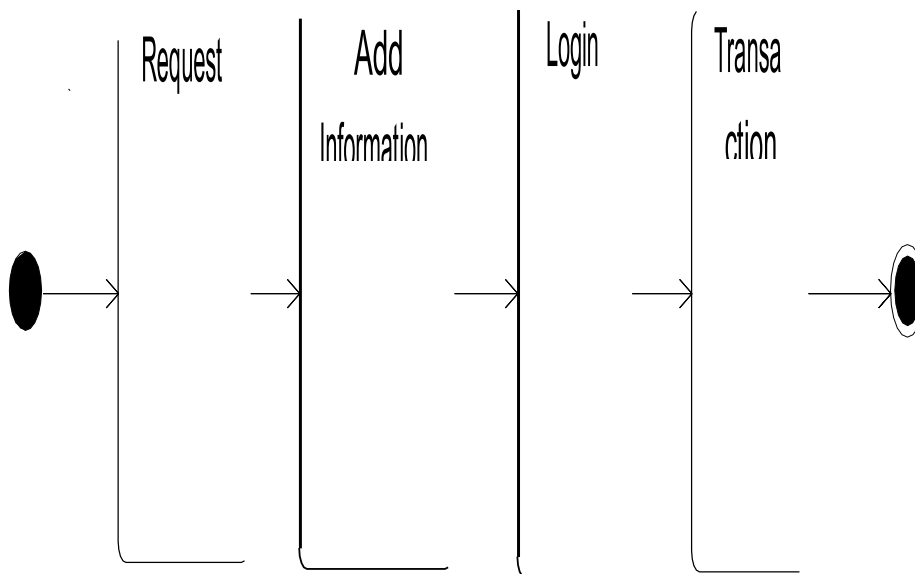 Request
Add
Information
Login
Transa
ction